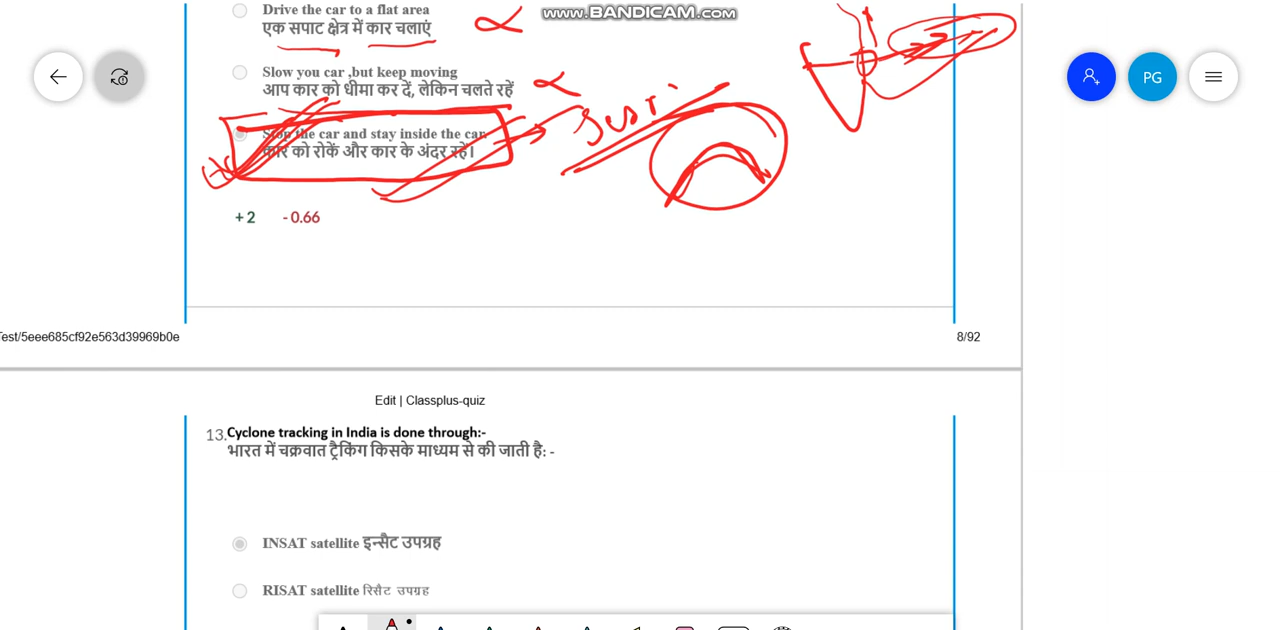 www.BANDICAM.com
Drive the car to a flat area
एक सपाट क्षेत्र में कार चलाएं
Slow you car ,but keep moving
आप कार को धीमा कर दें, लेकिन चलते रहें
Stop the car and stay inside the car.
कार को रोकें और कार के अंदर रहे।
PG
+ 2 - 0.66
Test/5eee685cf92e563d39969b0e
8/92
Edit | Classplus-quiz
13. Cyclone tracking in India is done through:-
भारत में चक्रवात ट्रैकिंग किसके माध्यम से की जाती है: -
INSAT satellite इन्सैट उपग्रह
RISAT satellite रिसैट उपग्रह